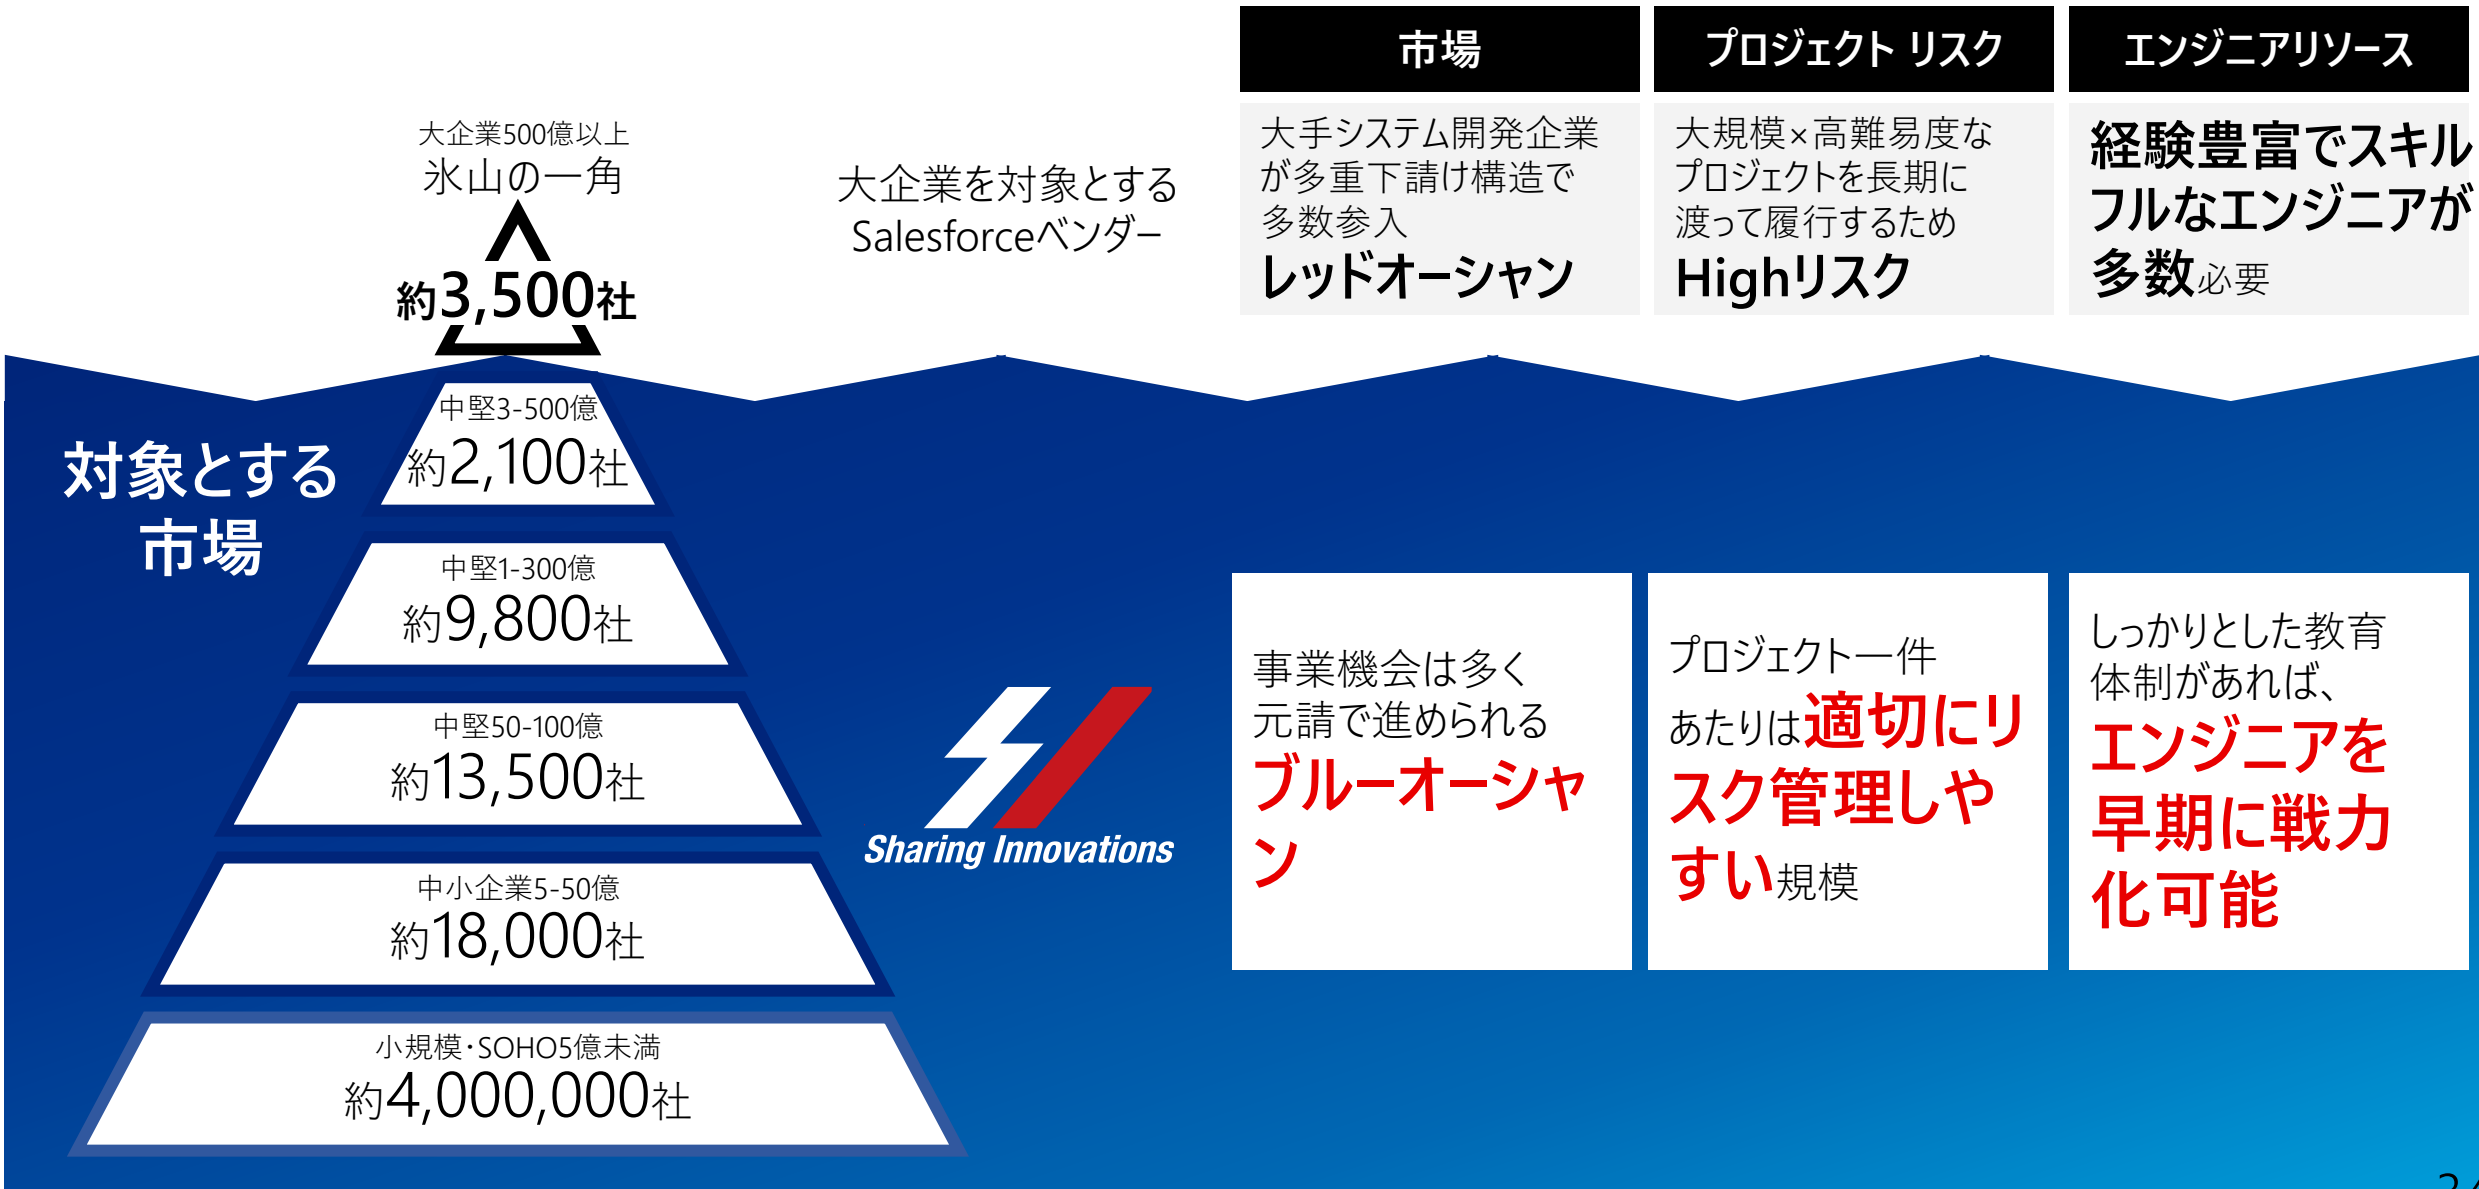 市場
プロジェクト リスク
エンジニアリソース
大企業500億以上
氷山の一角
約3,500社
大企業を対象とする
Salesforceベンダー
大手システム開発企業
が多重下請け構造で
多数参入
レッドオーシャン
大規模×高難易度な
プロジェクトを長期に
渡って履行するため
Highリスク
経験豊富でスキル
フルなエンジニアが
多数必要
対象とする
市場
中堅3-500億
約2,100社
中堅1-300億
約9,800社
中堅50-100億
約13,500社
中小企業5-50億
約18,000社
小規模・SOHO5億未満
約4,000,000社
Sharing Innovations
事業機会は多く
元請で進められる
ブルーオーシャ
ン
プロジェクト一件
あたりは適切にリ
スク管理しや
すい規模
しっかりとした教育
体制があれば、
エンジニアを
早期に戦力
化可能